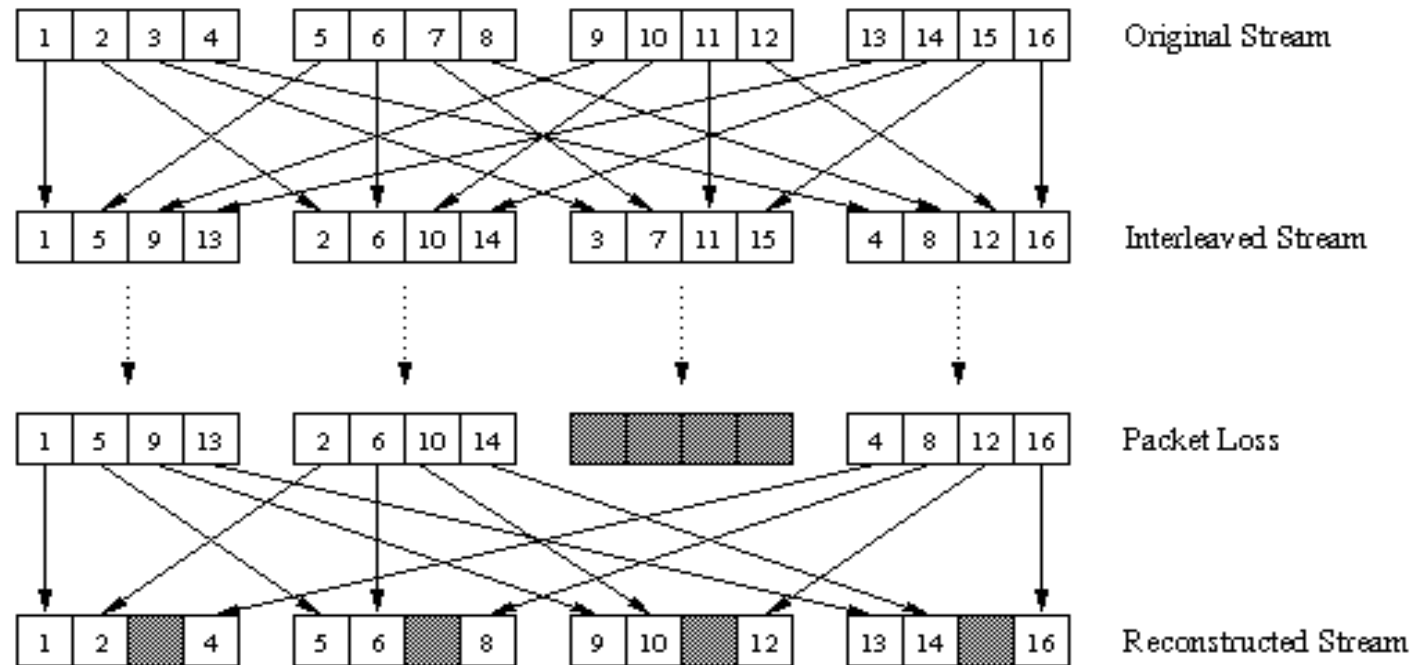 1 2 3 4 5 6 7 8 9 10 11 12 13 14 15 16 Original Stream
1 5 9 13 2 6 10 14 3 7 11 15 4 8 12 16 Interleaved Stream
1 5 9 13 2 6 10 14 4 8 12 16 Packet Loss
1 2 4 5 6 8 9 10 12 13 14 16 Reconstructed Stream